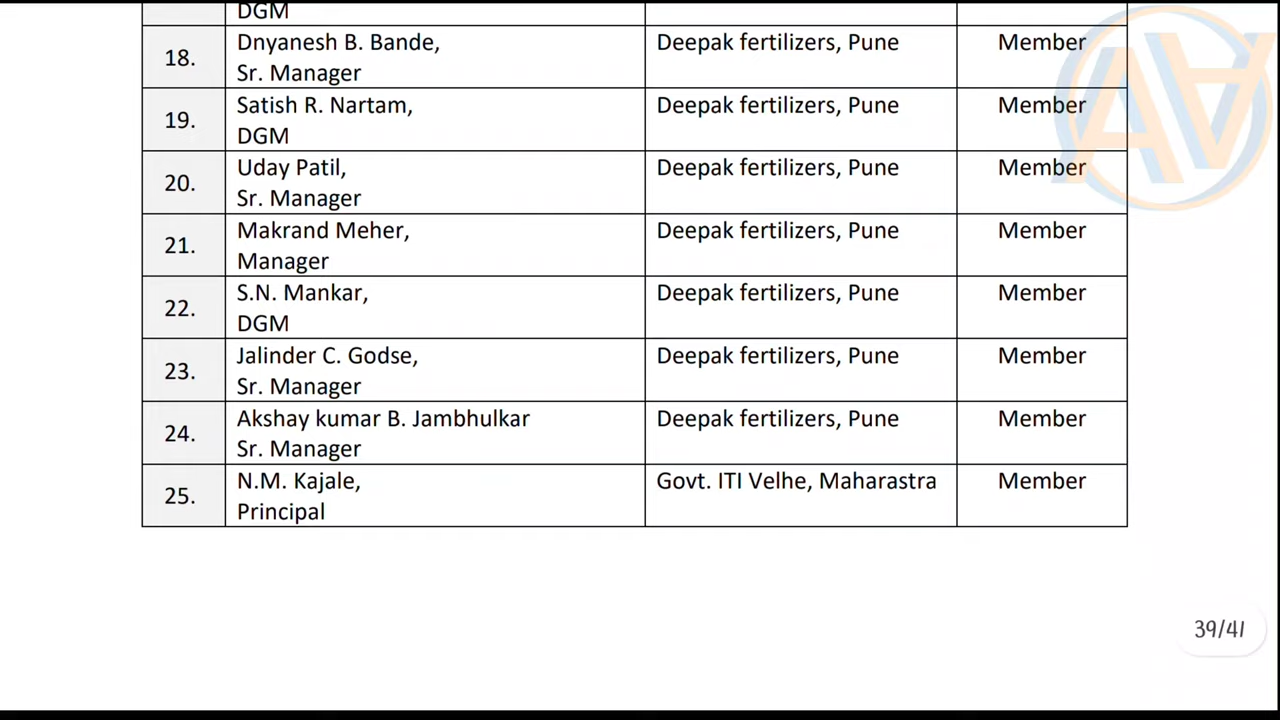 DGM
18. Dnyanesh B. Bande, Deepak fertilizers, Pune Member
Sr. Manager
19. Satish R. Nartam, Deepak fertilizers, Pune Member
DGM
20. Uday Patil, Deepak fertilizers, Pune Member
Sr. Manager
21. Makrand Meher, Deepak fertilizers, Pune Member
Manager
22. S.N. Mankar, Deepak fertilizers, Pune Member
DGM
23. Jalinder C. Godse, Deepak fertilizers, Pune Member
Sr. Manager
24. Akshay kumar B. Jambhulkar Deepak fertilizers, Pune Member
Sr. Manager
25. N.M. Kajale, Govt. ITI Velhe, Maharastra Member
Principal
39/41